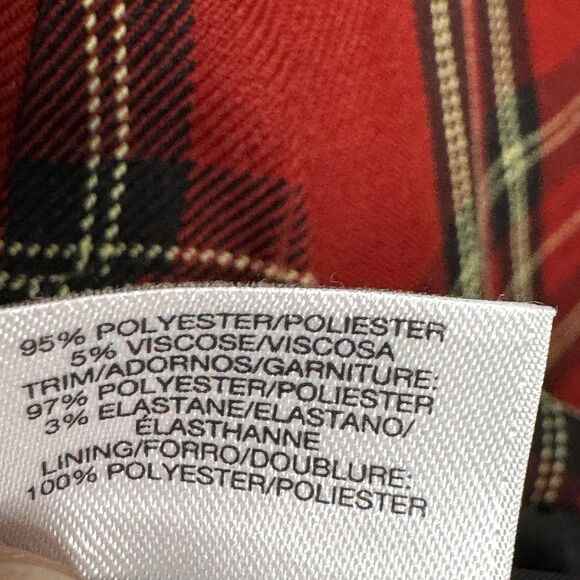 95% POLYESTER/POLIESTER
5% VISCOSE/VISCOSA
TRIM/ADORNOS/GARNITURE:
97% POLYESTER/POLIESTER
3% ELASTANE/ELASTANO/
ÉLASTHANNE
LINING/FORRO/DOUBLURE:
100% POLYESTER/POLIESTER